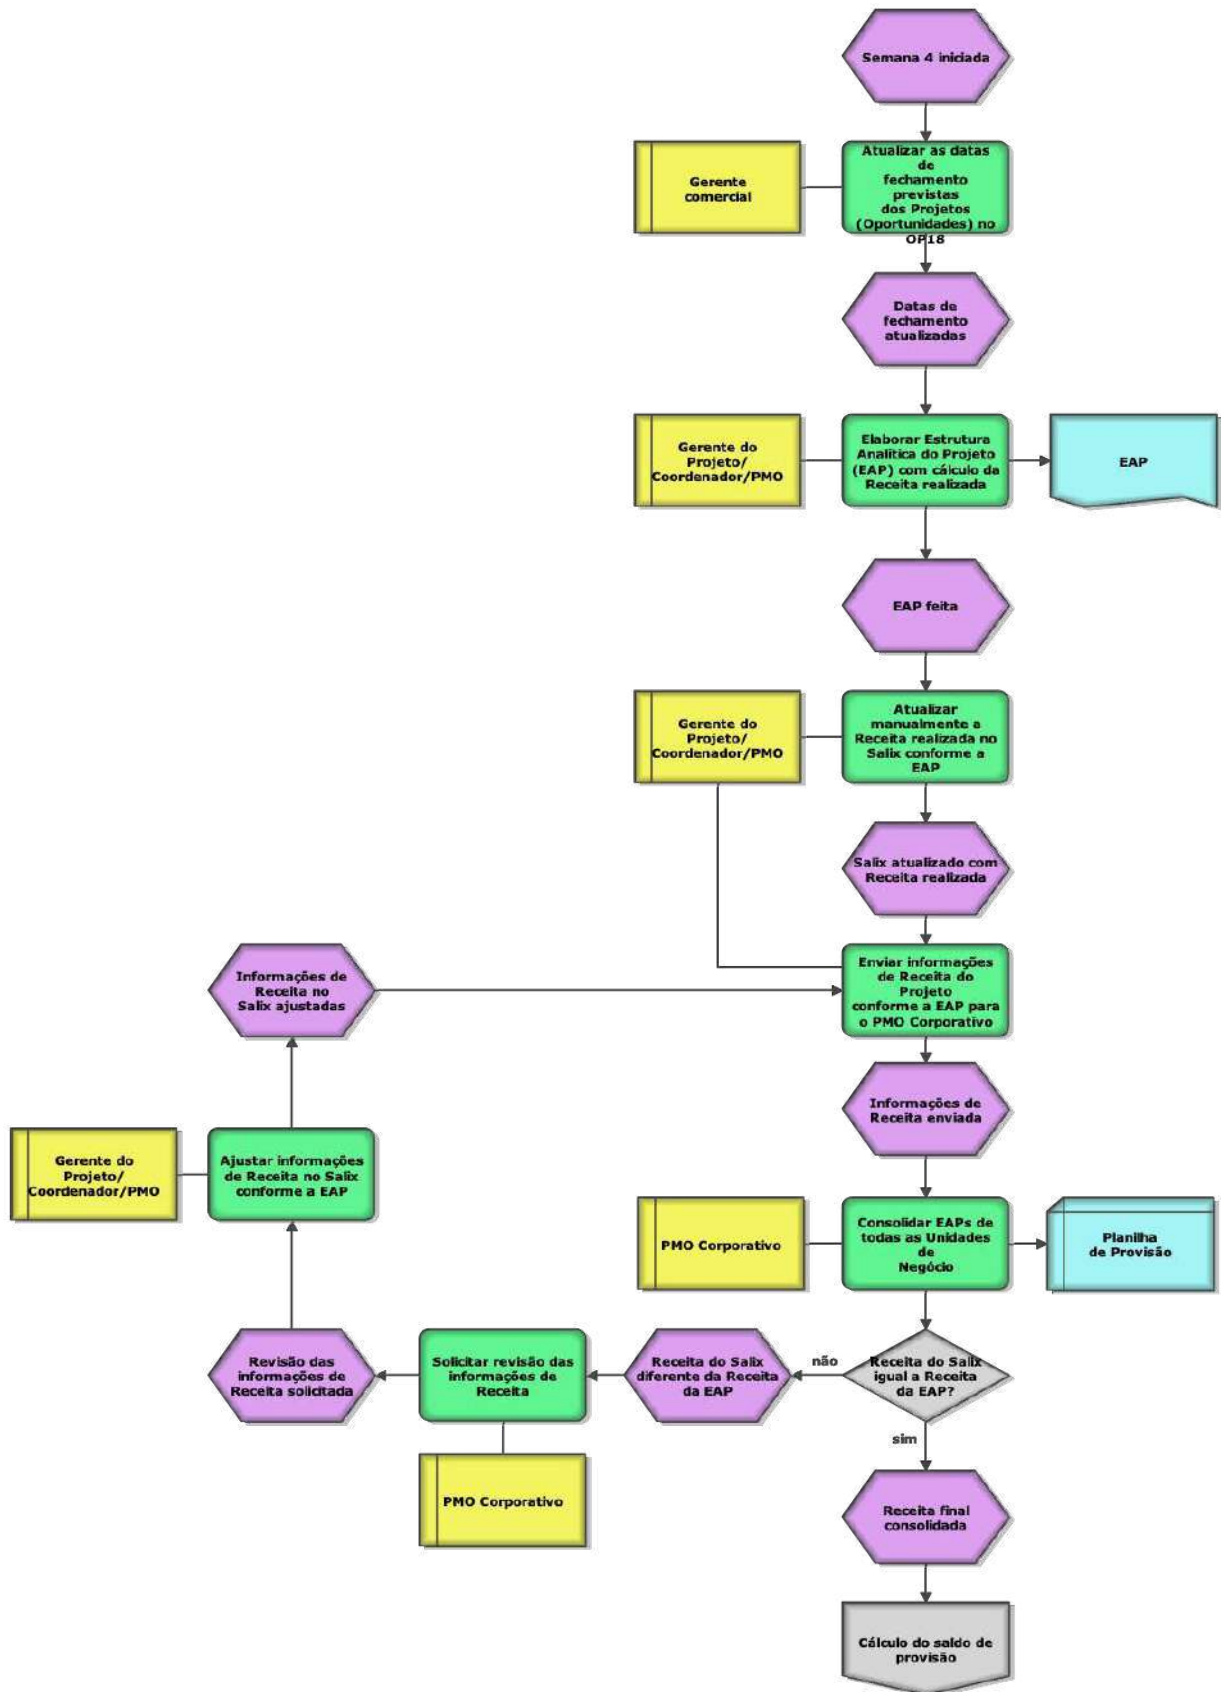 Semana 4 iniciada
Gerente
comercial
Atualizar as datas
de
fechamento
previstas
dos Projetos
(Oportunidades) no
OP18
Datas de
fechamento
atualizadas
Gerente do
Projeto/
Coordenador/PMO
Elaborar Estrutura
Analítica do Projeto
(EAP) com cálculo da
Receita realizada
EAP
EAP feita
Gerente do
Projeto/
Coordenador/PMO
Atualizar
manualmente a
Receita realizada no
Salix conforme a
EAP
Salix atualizado com
Receita realizada
Informações de
Receita no
Salix ajustadas
Enviar informações
de Receita do
Projeto
conforme a EAP para
o PMO Corporativo
Informações de
Receita enviada
Gerente do
Projeto/
Coordenador/PMO
Ajustar informações
de Receita no Salix
conforme a EAP
PMO Corporativo
Consolidar EAPs de
todas as Unidades
de
Negócio
Planilha
de Provisão
Revisão das
informações de
Receita solicitada
Solicitar revisão das
informações de
Receita
Receita do Salix
diferente da Receita
da EAP
não
Receita do Salix
igual a Receita
da EAP?
sim
PMO Corporativo
Receita final
consolidada
Cálculo do saldo de
provisão